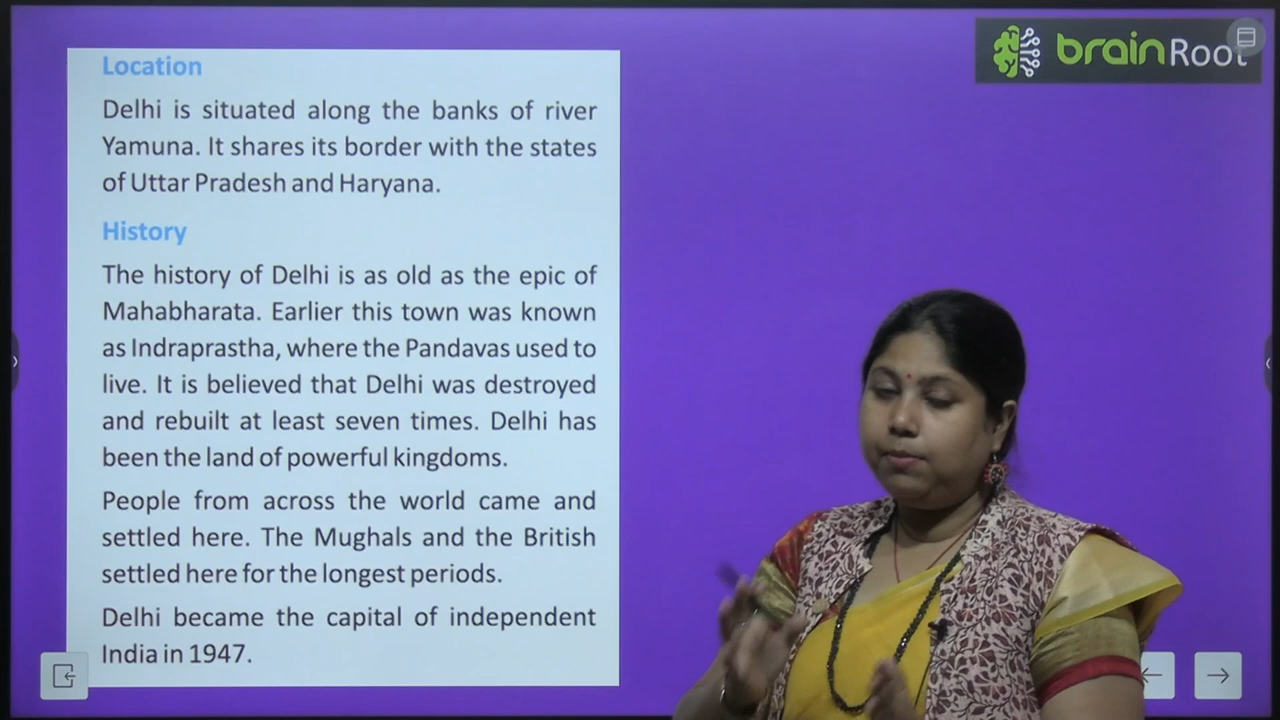 Location
Delhi is situated along the banks of river
Yamuna. It shares its border with the states
of Uttar Pradesh and Haryana.
History
The history of Delhi is as old as the epic of
Mahabharata. Earlier this town was known
as Indraprastha, where the Pandavas used to
live. It is believed that Delhi was destroyed
and rebuilt at least seven times. Delhi has
been the land of powerful kingdoms.
People from across the world came and
settled here. The Mughals and the British
settled here for the longest periods.
Delhi became the capital of independent
India in 1947.
brainRoot